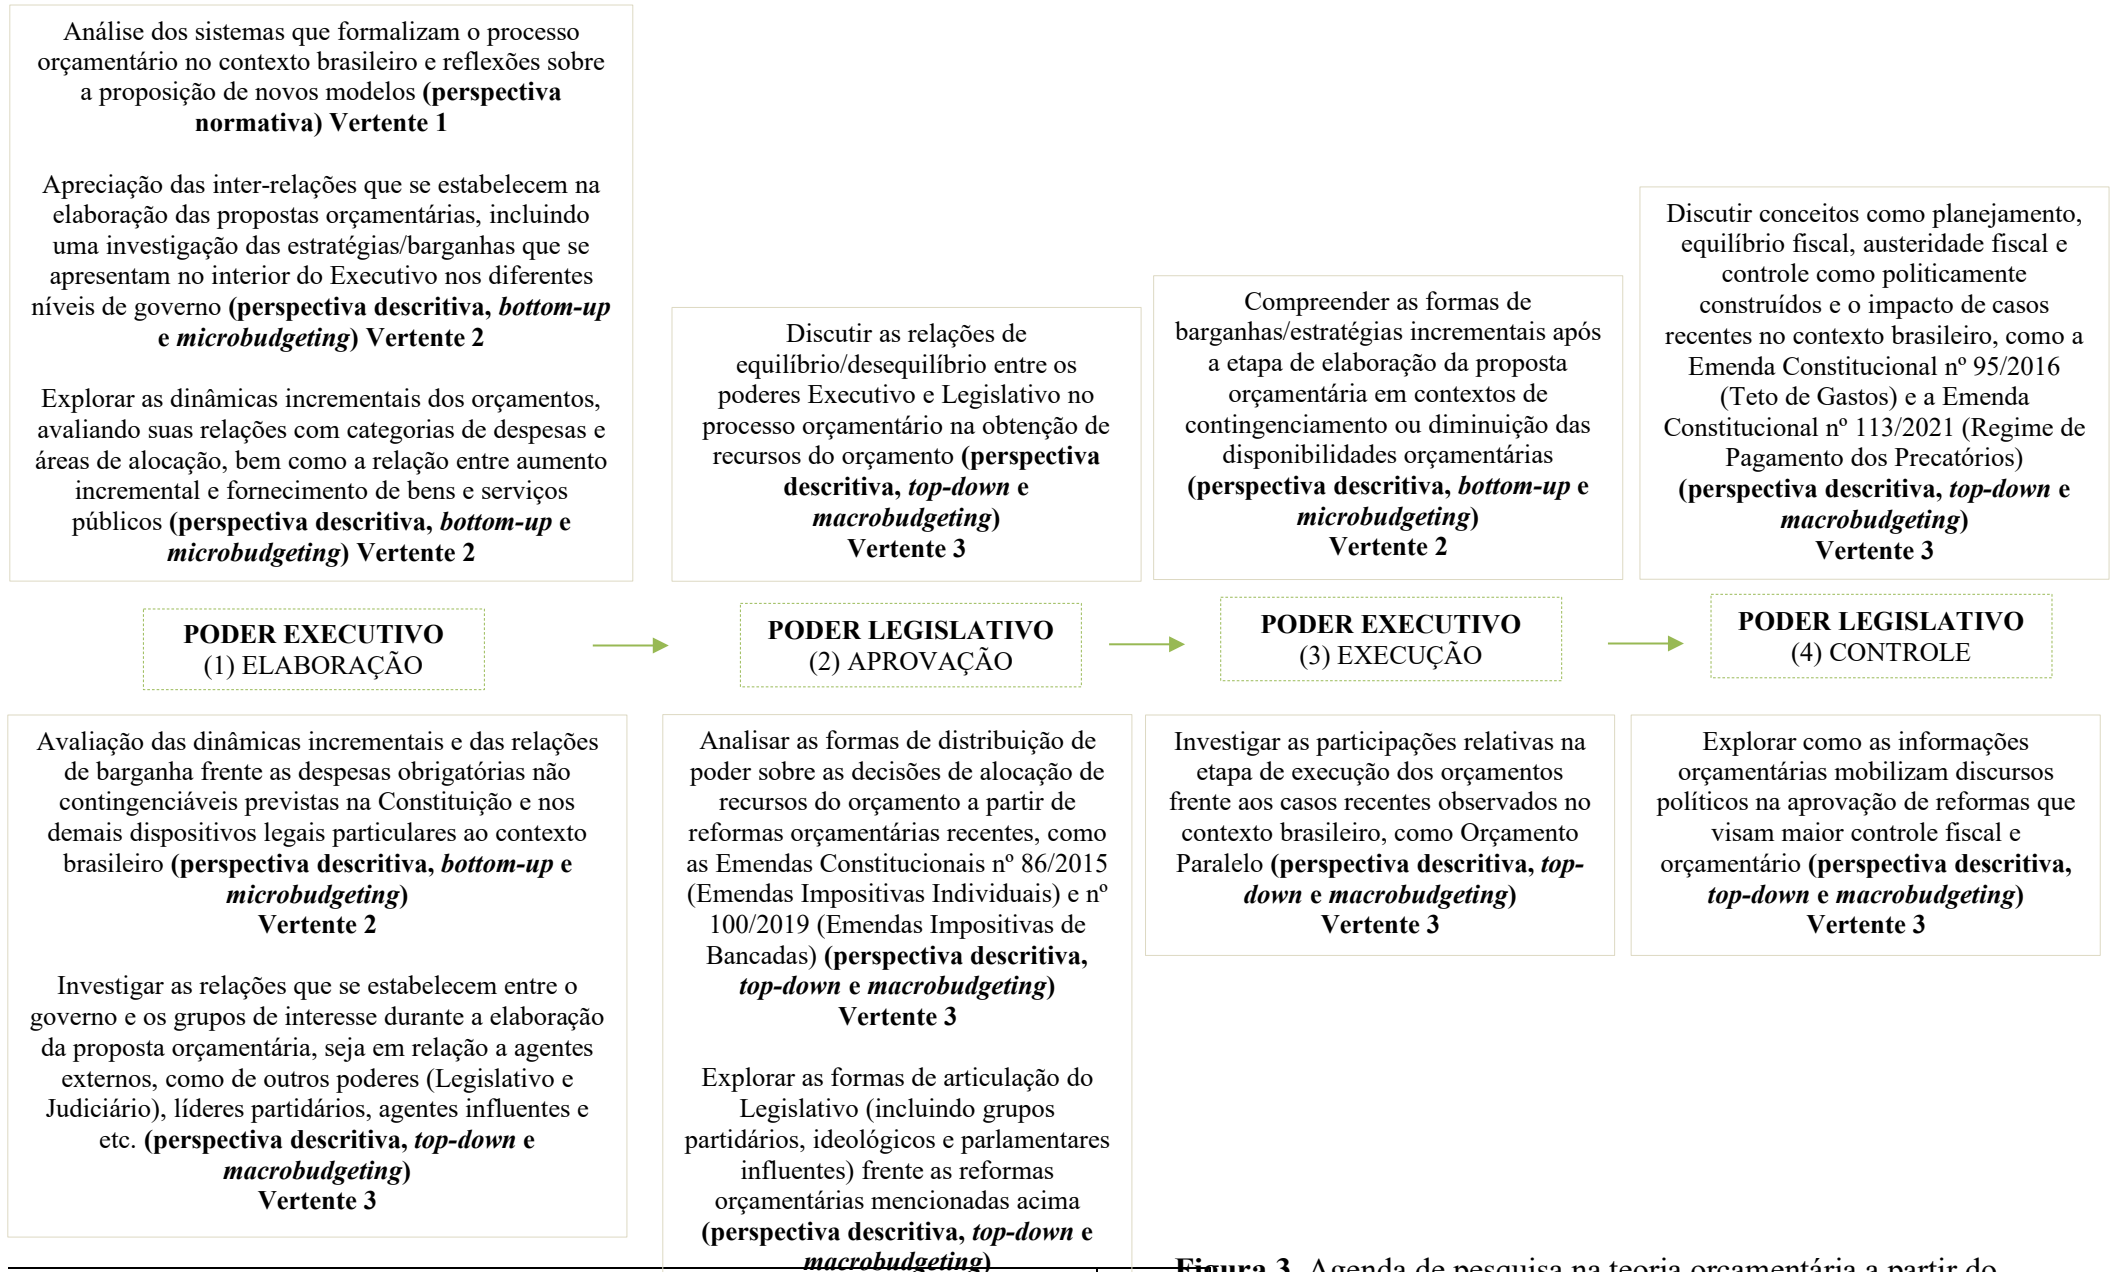 Análise dos sistemas que formalizam o processo
orçamentário no contexto brasileiro e reflexões sobre
a proposição de novos modelos (perspectiva
normativa) Vertente 1
Apreciação das inter-relações que se estabelecem na
elaboração das propostas orçamentárias, incluindo
uma investigação das estratégias/barganhas que se
apresentam no interior do Executivo nos diferentes
níveis de governo (perspectiva descritiva, bottom-up
e microbudgeting) Vertente 2
Explorar as dinâmicas incrementais dos orçamentos,
avaliando suas relações com categorias de despesas e
áreas de alocação, bem como a relação entre aumento
incremental e fornecimento de bens e serviços
públicos (perspectiva descritiva, bottom-up e
microbudgeting) Vertente 2
Discutir as relações de
equilíbrio/desequilíbrio entre os
poderes Executivo e Legislativo no
processo orçamentário na obtenção de
recursos do orçamento (perspectiva
descritiva, top-down e
macrobudgeting)
Vertente 3
Compreender as formas de
barganhas/estratégias incrementais após
a etapa de elaboração da proposta
orçamentária em contextos de
contingenciamento ou diminuição das
disponibilidades orçamentárias
(perspectiva descritiva, bottom-up e
microbudgeting)
Vertente 2
Discutir conceitos como planejamento,
equilíbrio fiscal, austeridade fiscal e
controle como politicamente
construídos e o impacto de casos
recentes no contexto brasileiro, como a
Emenda Constitucional nº 95/2016
(Teto de Gastos) e a Emenda
Constitucional nº 113/2021 (Regime de
Pagamento dos Precatórios)
(perspectiva descritiva, top-down e
macrobudgeting)
Vertente 3
PODER EXECUTIVO
(1) ELABORAÇÃO
PODER LEGISLATIVO
(2) APROVAÇÃO
PODER EXECUTIVO
(3) EXECUÇÃO
PODER LEGISLATIVO
(4) CONTROLE
Avaliação das dinâmicas incrementais e das relações
de barganha frente as despesas obrigatórias não
contingenciáveis previstas na Constituição e nos
demais dispositivos legais particulares ao contexto
brasileiro (perspectiva descritiva, bottom-up e
microbudgeting)
Vertente 2
Investigar as relações que se estabelecem entre o
governo e os grupos de interesse durante a elaboração
da proposta orçamentária, seja em relação a agentes
externos, como de outros poderes (Legislativo e
Judiciário), líderes partidários, agentes influentes e
etc. (perspectiva descritiva, top-down e
macrobudgeting)
Vertente 3
Analisar as formas de distribuição de
poder sobre as decisões de alocação de
recursos do orçamento a partir de
reformas orçamentárias recentes, como
as Emendas Constitucionais nº 86/2015
(Emendas Impositivas Individuais) e nº
100/2019 (Emendas Impositivas de
Bancadas) (perspectiva descritiva,
top-down e macrobudgeting)
Vertente 3
Explorar as formas de articulação do
Legislativo (incluindo grupos
partidários, ideológicos e parlamentares
influentes) frente as reformas
orçamentárias mencionadas acima
(perspectiva descritiva, top-down e
macrobudgeting)
Investigar as participações relativas na
etapa de execução dos orçamentos
frente aos casos recentes observados no
contexto brasileiro, como Orçamento
Paralelo (perspectiva descritiva, top-
down e macrobudgeting)
Vertente 3
Explorar como as informações
orçamentárias mobilizam discursos
políticos na aprovação de reformas que
visam maior controle fiscal e
orçamentário (perspectiva descritiva,
top-down e macrobudgeting)
Vertente 3
Figura 3. Agenda de pesquisa na teoria orçamentária a partir do